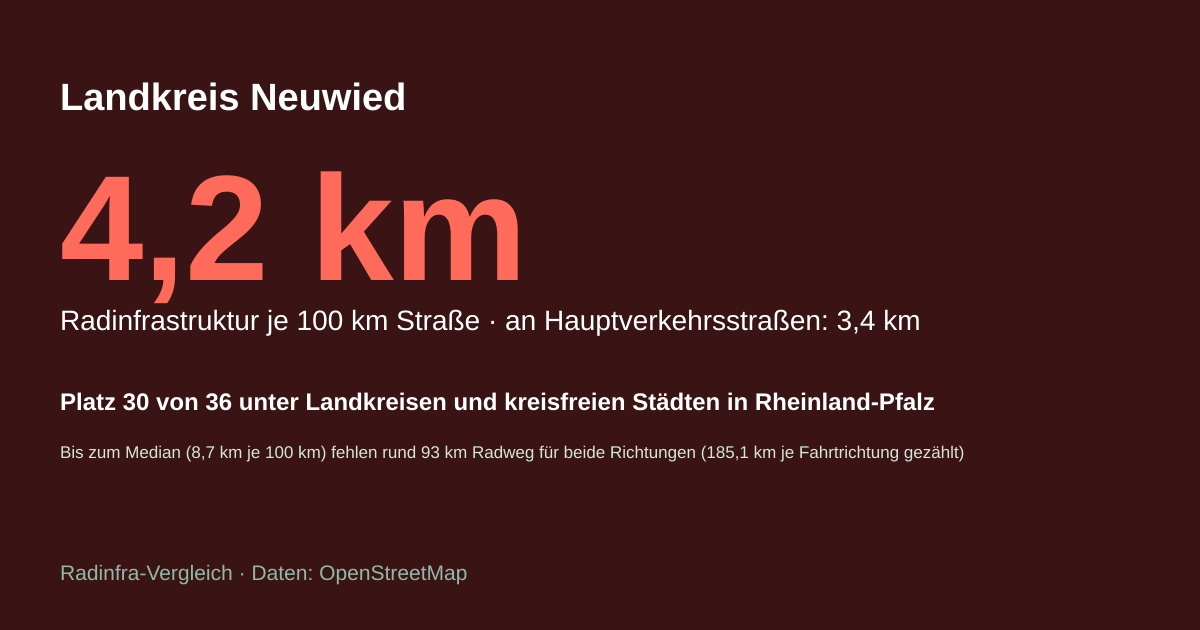 Landkreis Neuwied
4,2 km
Radinfrastruktur je 100 km Straße · an Hauptverkehrsstraßen: 3,4 km
Platz 30 von 36 unter Landkreisen und kreisfreien Städten in Rheinland-Pfalz
Bis zum Median (8,7 km je 100 km) fehlen rund 93 km Radweg für beide Richtungen (185,1 km je Fahrtrichtung gezählt)
Radinfra-Vergleich · Daten: OpenStreetMap